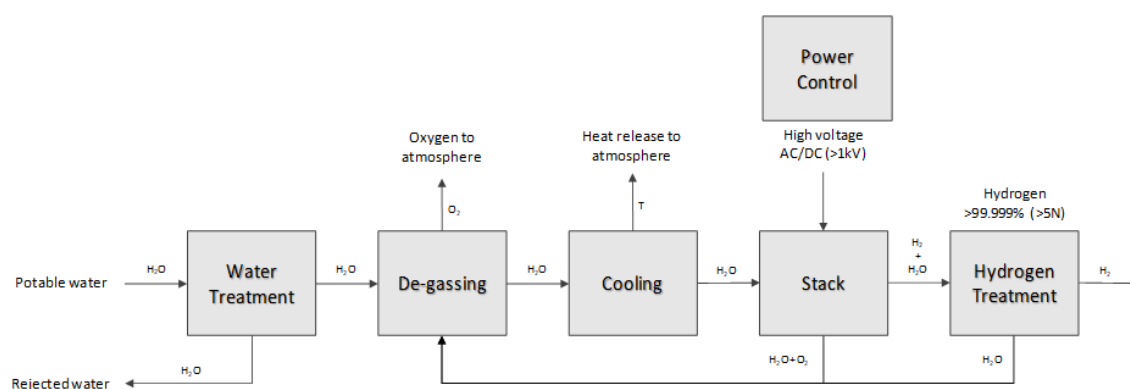 Power
Control
Oxygen to
atmosphere
Heat release to
atmosphere
High voltage
AC/DC (>1kV)
Hydrogen
>99.999% (>5N)
O₂
T
Potable water
H₂O
Water
Treatment
H₂O
De-gassing
H₂O
Cooling
H₂O
Stack
H₂
+
H₂O
Hydrogen
Treatment
H₂
Rejected water
H₂O
H₂O+O₂
H₂O